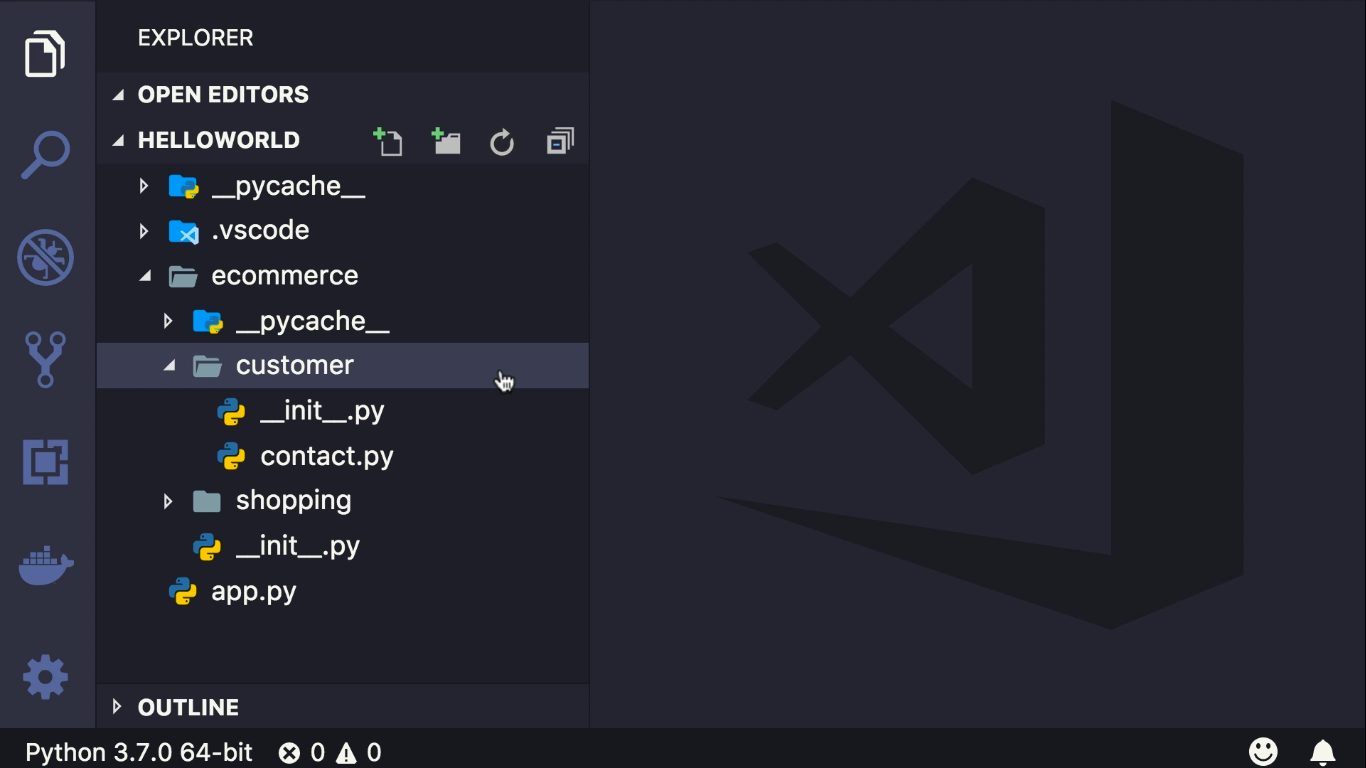 EXPLORER
OPEN EDITORS
HELLOWORLD
__pycache__
.vscode
ecommerce
__pycache__
customer
__init__.py
contact.py
shopping
__init__.py
app.py
OUTLINE
Python 3.7.0 64-bit 0 0